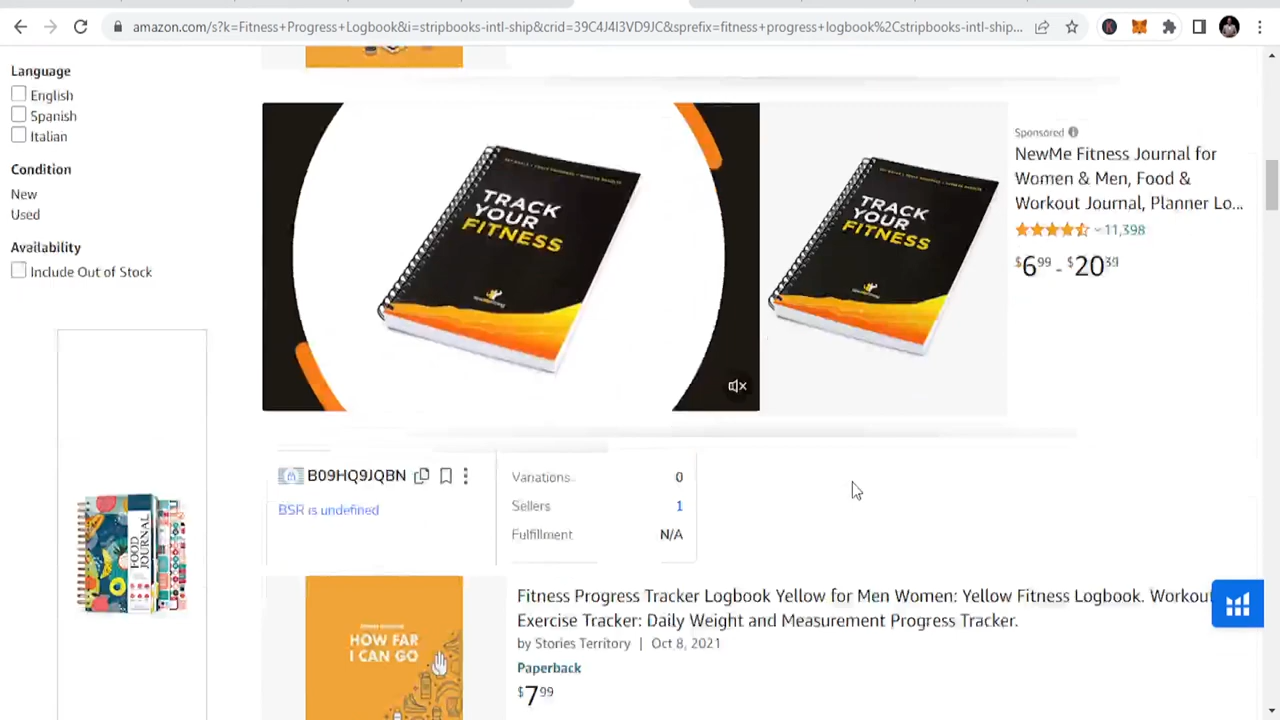 amazon.com/s?k=Fitness+Progress+Logbook&i=stripbooks-intl-ship&crid=39C4J4I3VD9JC&sprefix=fitness+progress+logbook%2Cstripbooks-intl-ship...
Language
English
Spanish
Italian
Condition
New
Used
Availability
Include Out of Stock
FOOD
JOURNAL
TRACK
YOUR
FITNESS
TRACK
YOUR
FITNESS
Sponsored
NewMe Fitness Journal for
Women & Men, Food &
Workout Journal, Planner Lo...
11,398
$6.99 - $20.39
B09HQ9JQBN
BSR is undefined
Variations
0
Sellers
1
Fulfillment
N/A
HOW FAR
I CAN GO
Fitness Progress Tracker Logbook Yellow for Men Women: Yellow Fitness Logbook. Workout
Exercise Tracker: Daily Weight and Measurement Progress Tracker.
by Stories Territory | Oct 8, 2021
Paperback
$7.99